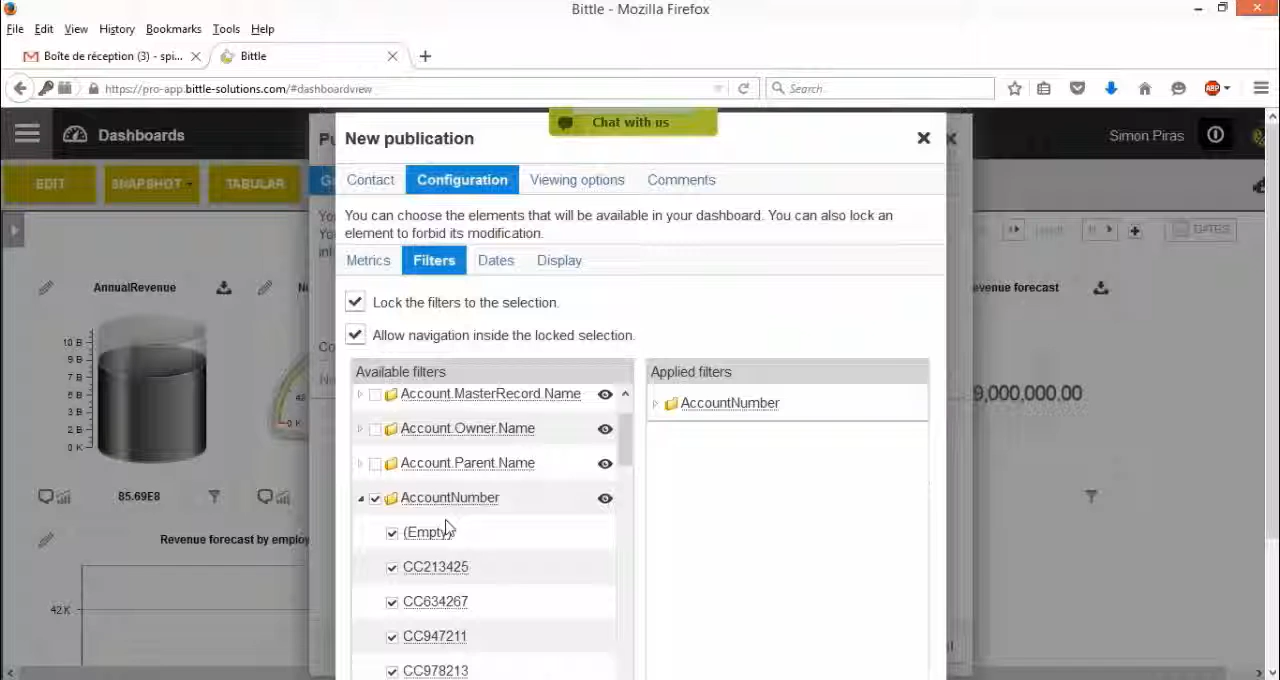 Bittle - Mozilla Firefox
File Edit View History Bookmarks Tools Help
Boîte de réception (3) - spi... Bittle
https://pro-app.bittle-solutions.com/#dashboardview Search
Dashboards
New publication
Chat with us
Simon Piras
EDIT SNAPSHOT TABULAR
Contact Configuration Viewing options Comments
You can choose the elements that will be available in your dashboard. You can also lock an
element to forbid its modification.
DATES
Metrics Filters Dates Display
AnnualRevenue
venue forecast
Lock the filters to the selection.
Allow navigation inside the locked selection.
10 B
9 B
7 B
6 B
3 B
2 B
0 K
Available filters
Applied filters
Account.MasterRecord.Name
AccountNumber
9,000,000.00
Account.Owner.Name
Account.Parent.Name
AccountNumber
85.69E8
(Empty)
Revenue forecast by employ
CC213425
CC634267
42 K
CC947211
CC978213